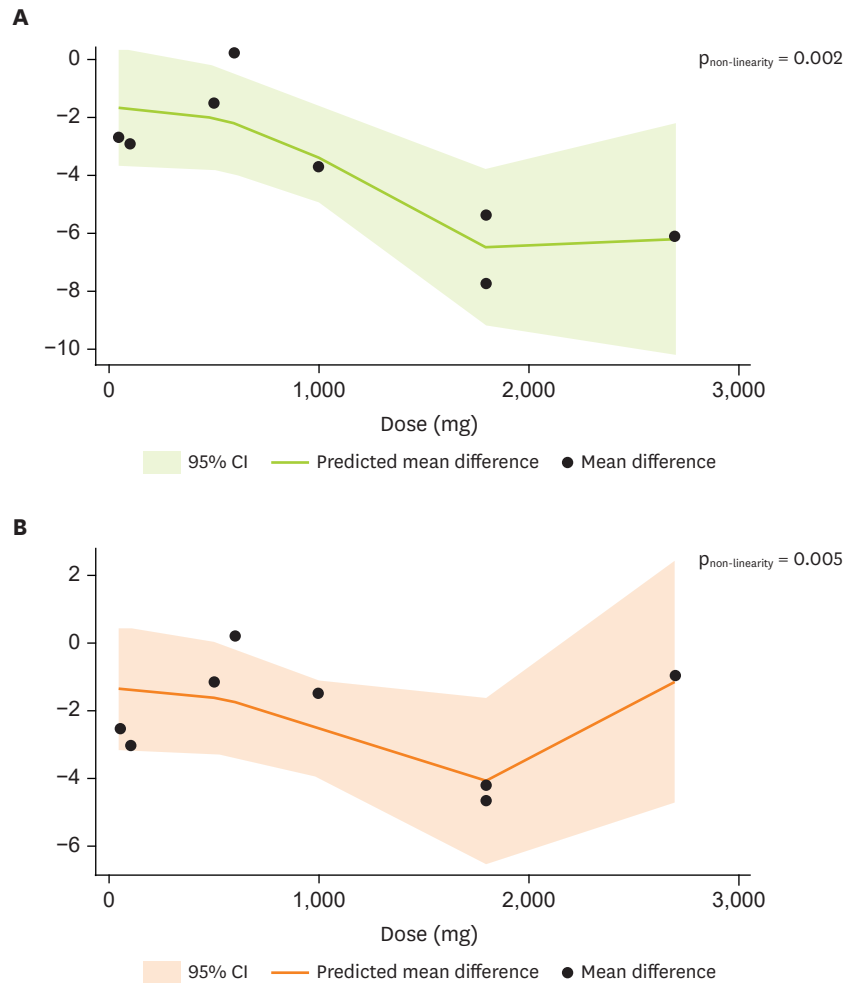 A
p_non-linearity = 0.002
0
−2
−4
−6
−8
−10
0 1,000 2,000 3,000
Dose (mg)
95% CI Predicted mean difference Mean difference
B
p_non-linearity = 0.005
2
0
−2
−4
−6
0 1,000 2,000 3,000
Dose (mg)
95% CI Predicted mean difference Mean difference